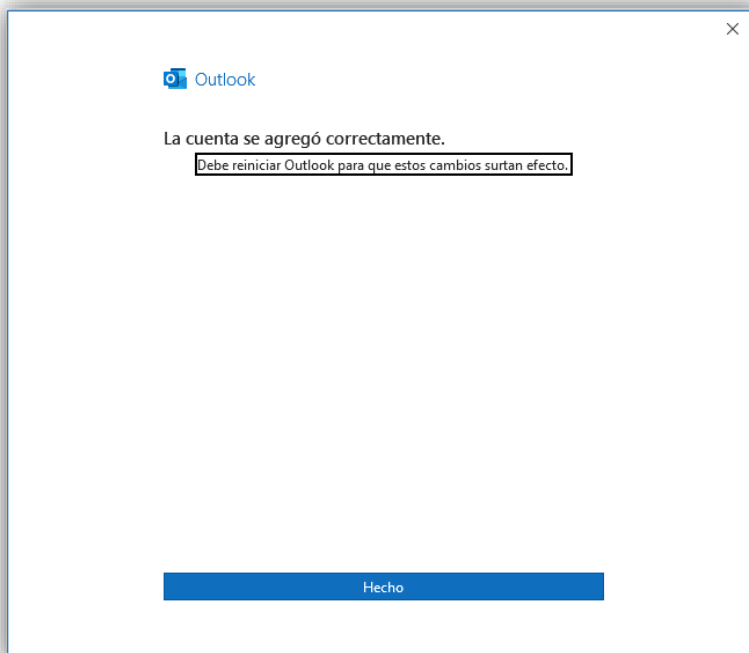 Outlook
La cuenta se agregó correctamente.
Debe reiniciar Outlook para que estos cambios surtan efecto.
Hecho